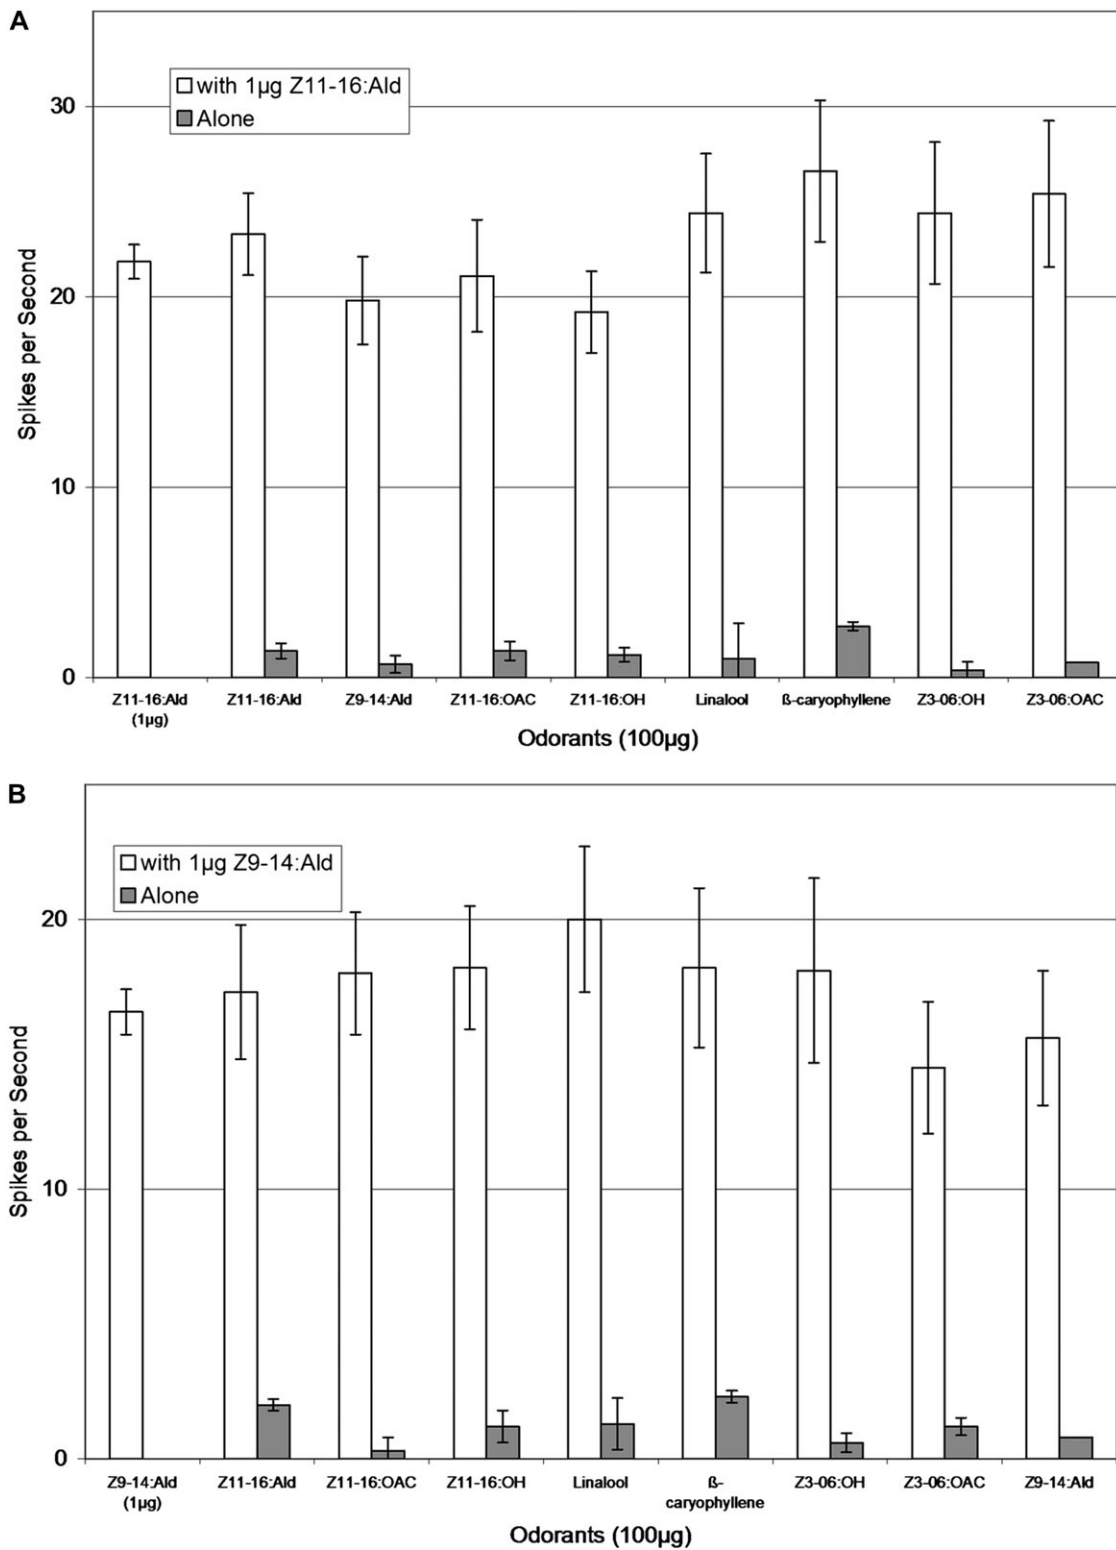 A
with 1µg Z11-16:Ald
Alone
30
20
10
0
Spikes per Second
Z11-16:Ald
(1µg)
Z11-16:Ald
Z9-14:Ald
Z11-16:OAC
Z11-16:OH
Linalool
ß-caryophyllene
Z3-06:OH
Z3-06:OAC
Odorants (100µg)
B
with 1µg Z9-14:Ald
Alone
20
10
0
Spikes per Second
Z9-14:Ald
(1µg)
Z11-16:Ald
Z11-16:OAC
Z11-16:OH
Linalool
ß-
caryophyllene
Z3-06:OH
Z3-06:OAC
Z9-14:Ald
Odorants (100µg)